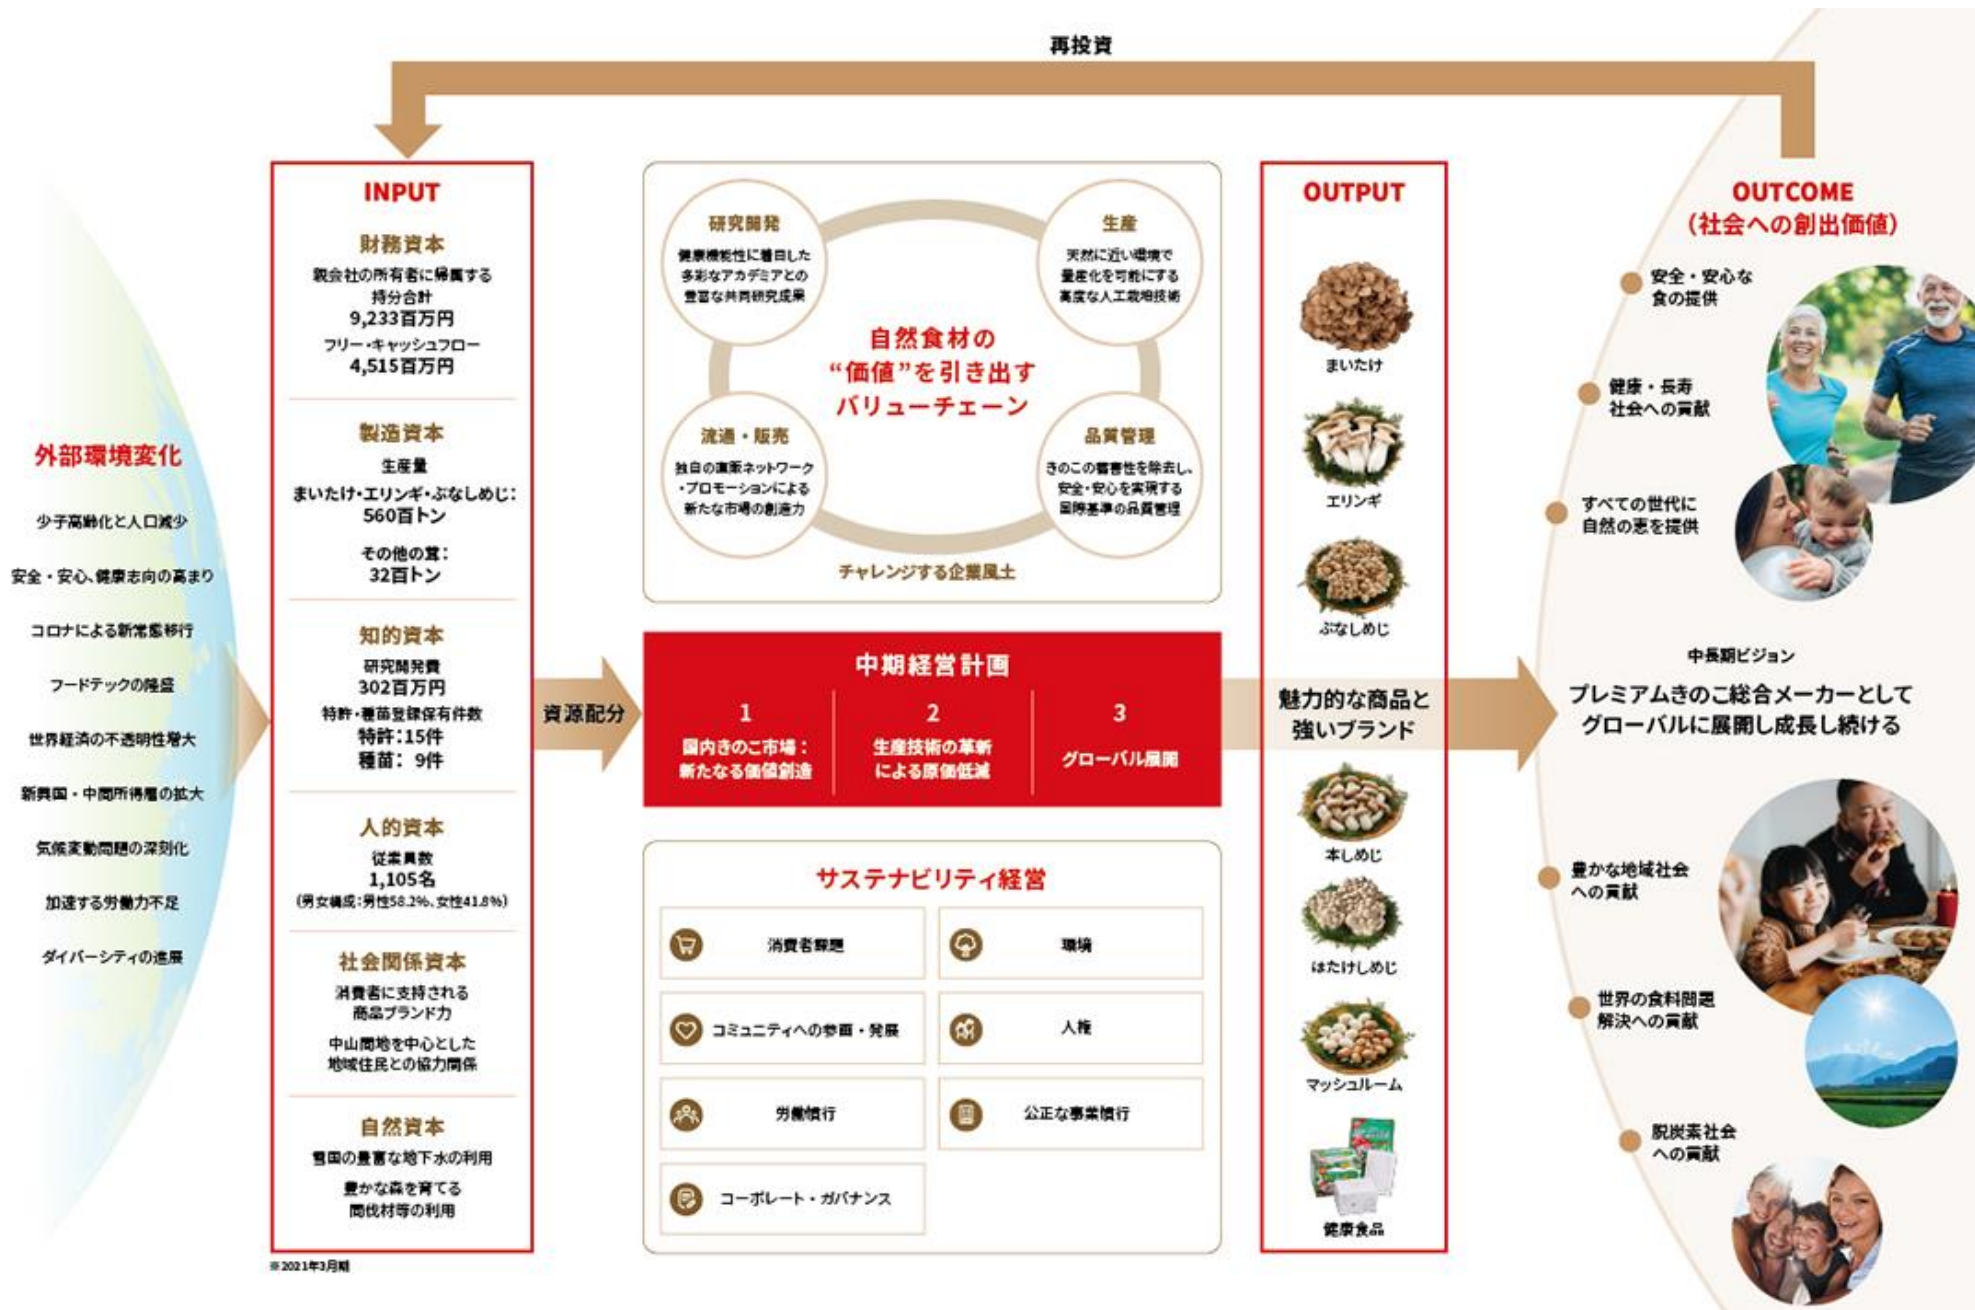 再投資
外部環境変化
少子高齢化と人口減少
安全・安心、健康志向の高まり
コロナによる新常態移行
フードテックの隆盛
世界経済の不透明性増大
新興国・中間所得層の拡大
気候変動問題の深刻化
加速する労働力不足
ダイバーシティの進展
INPUT
財務資本
親会社の所有者に帰属する
持分合計
9,233百万円
フリー・キャッシュフロー
4,515百万円
製造資本
生産量
まいたけ・エリンギ・ぶなしめじ：
560百トン
その他の茸：
32百トン
知的資本
研究開発費
302百万円
特許・種苗登録保有件数
特許：15件
種苗： 9件
人的資本
従業員数
1,105名
（男女構成：男性58.2%、女性41.8%）
社会関係資本
消費者に支持される
商品ブランド力
中山間地を中心とした
地域住民との協力関係
自然資本
雪国の豊富な地下水の利用
豊かな森を育てる
間伐材等の利用
※2021年3月期
資源配分
研究開発
健康機能性に着目した
多彩なアカデミアとの
豊富な共同研究成果
生産
天然に近い環境で
量産化を可能にする
高度な人工栽培技術
自然食材の
“価値”を引き出す
バリューチェーン
流通・販売
独自の直販ネットワーク
・プロモーションによる
新たな市場の創造力
品質管理
きのこの有害性を除去し、
安全・安心を実現する
国際基準の品質管理
チャレンジする企業風土
中期経営計画
1
国内きのこ市場：
新たなる価値創造
2
生産技術の革新
による原価低減
3
グローバル展開
サステナビリティ経営
消費者課題
環境
コミュニティへの参画・発展
人権
労働慣行
公正な事業慣行
コーポレート・ガバナンス
OUTPUT
まいたけ
エリンギ
ぶなしめじ
魅力的な商品と
強いブランド
本しめじ
はたけしめじ
マッシュルーム
健康食品
OUTCOME
（社会への創出価値）
安全・安心な
食の提供
健康・長寿
社会への貢献
すべての世代に
自然の恵を提供
中長期ビジョン
プレミアムきのこ総合メーカーとして
グローバルに展開し成長し続ける
豊かな地域社会
への貢献
世界の食料問題
解決への貢献
脱炭素社会
への貢献